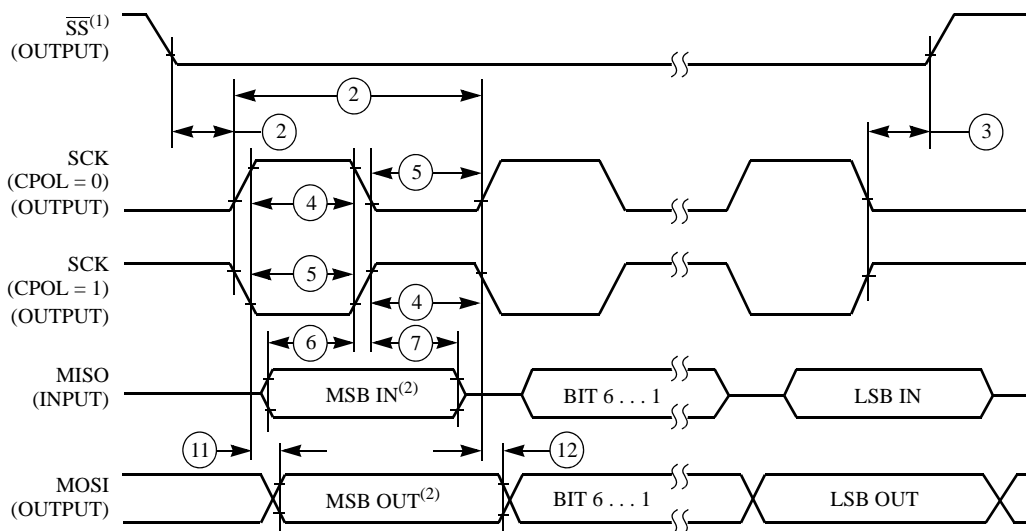 SS(1)
(OUTPUT)
2
2
3
SCK
(CPOL = 0)
(OUTPUT)
5
4
SCK
(CPOL = 1)
(OUTPUT)
5
4
6
7
MISO
(INPUT)
MSB IN(2)
BIT 6 . . . 1
LSB IN
11
12
MOSI
(OUTPUT)
MSB OUT(2)
BIT 6 . . . 1
LSB OUT